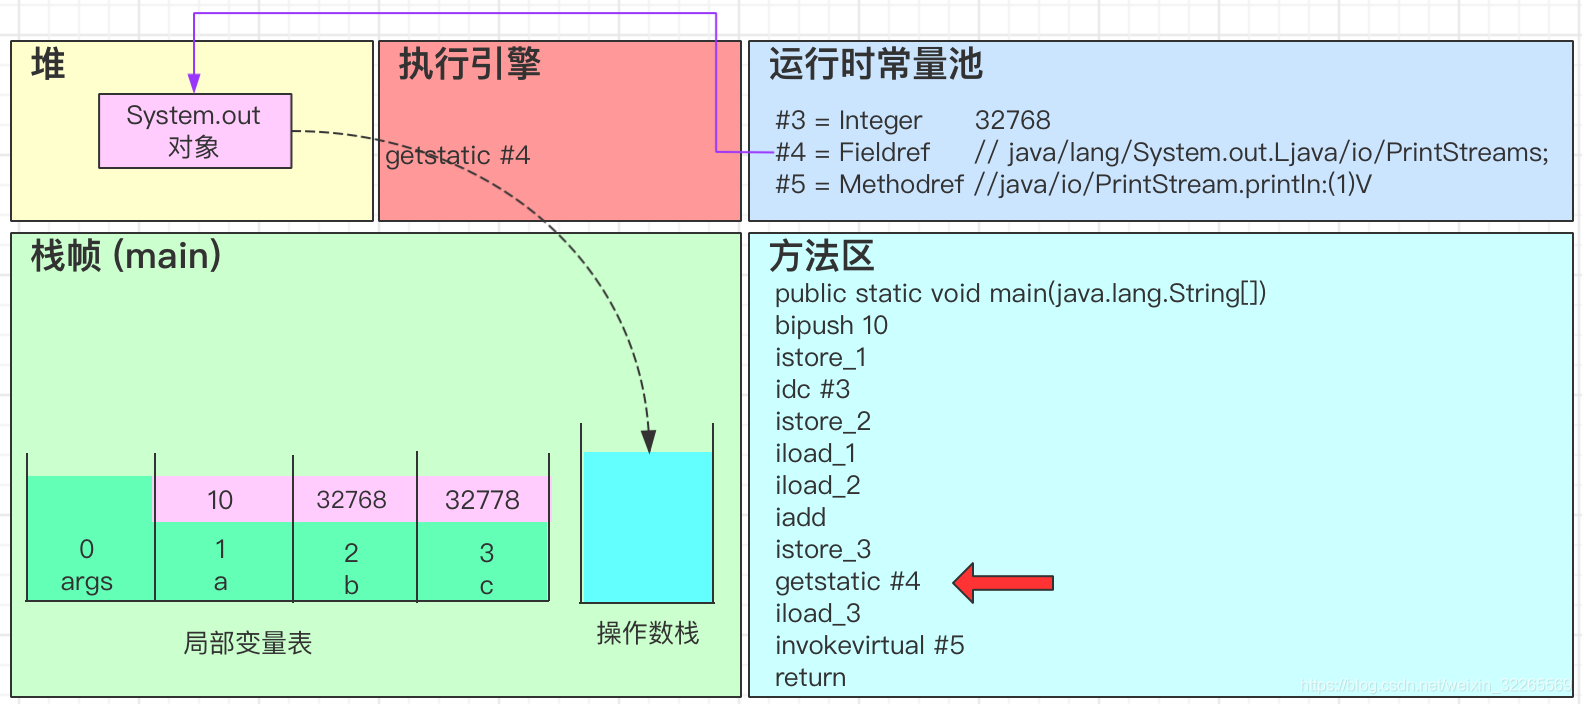 堆
System.out
对象
执行引擎
getstatic #4
运行时常量池
#3 = Integer 32768
#4 = Fieldref // java/lang/System.out.Ljava/io/PrintStreams;
#5 = Methodref //java/io/PrintStream.println:(1)V
栈帧 (main)
10 32768 32778
0 1 2 3
args a b c
局部变量表
操作数栈
方法区
public static void main(java.lang.String[])
bipush 10
istore_1
idc #3
istore_2
iload_1
iload_2
iadd
istore_3
getstatic #4
iload_3
invokevirtual #5
return
https://blog.csdn.net/weixin_32265569